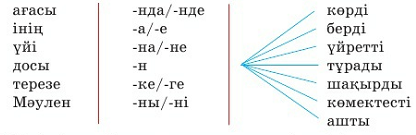 ағасы -нда/-нде көрді
інің -а/-е берді
үйі -на/-не үйретті
досы -н тұрады
терезе -ке/-ге шақырды
Мәулен -ны/-ні көмектесті
ашты